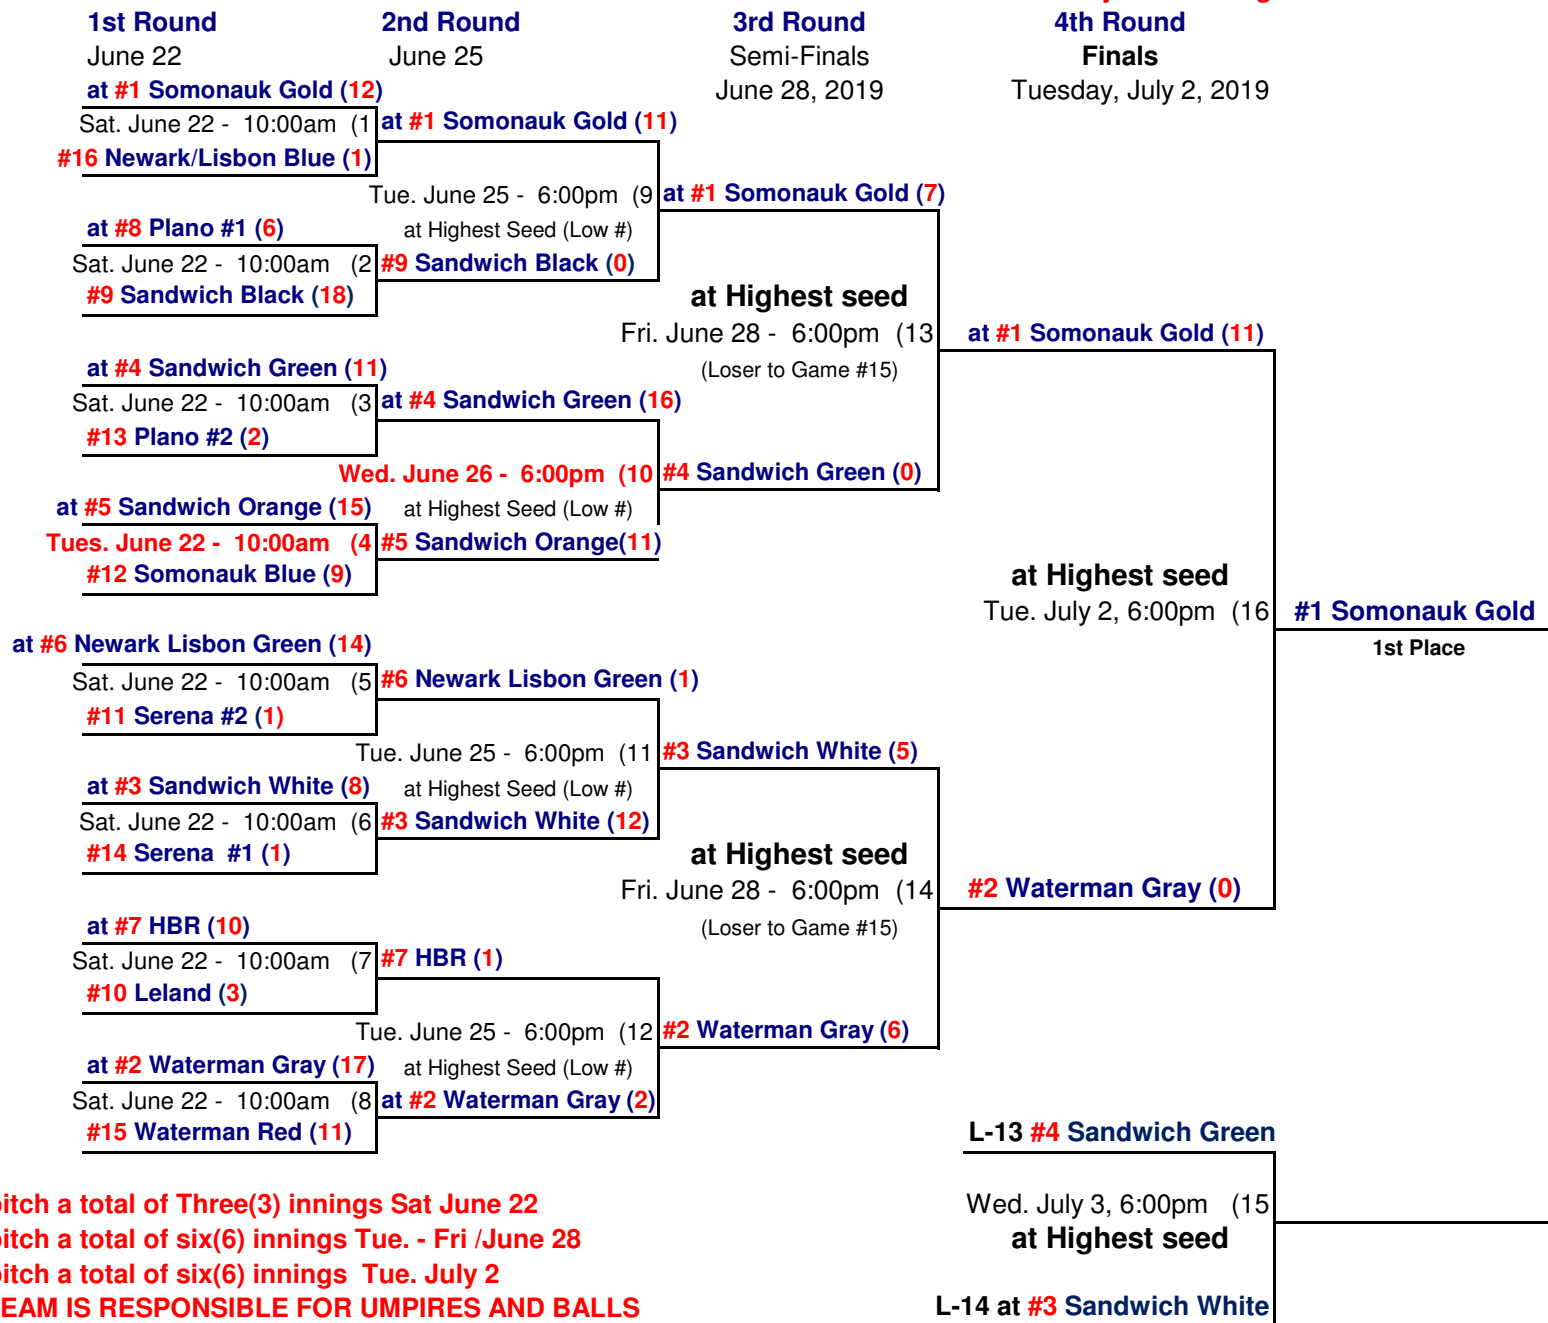 1st Round 2nd Round 3rd Round 4th Round
June 22 June 25 Semi-Finals Finals
at #1 Somonauk Gold (12) June 28, 2019 Tuesday, July 2, 2019
Sat. June 22 - 10:00am (1 at #1 Somonauk Gold (11)
#16 Newark/Lisbon Blue (1)
Tue. June 25 - 6:00pm (9 at #1 Somonauk Gold (7)
at #8 Plano #1 (6) at Highest Seed (Low #)
Sat. June 22 - 10:00am (2 #9 Sandwich Black (0)
#9 Sandwich Black (18) at Highest seed
Fri. June 28 - 6:00pm (13 at #1 Somonauk Gold (11)
at #4 Sandwich Green (11) (Loser to Game #15)
Sat. June 22 - 10:00am (3 at #4 Sandwich Green (16)
#13 Plano #2 (2)
Wed. June 26 - 6:00pm (10 #4 Sandwich Green (0)
at #5 Sandwich Orange (15) at Highest Seed (Low #)
Tues. June 22 - 10:00am (4 #5 Sandwich Orange(11)
#12 Somonauk Blue (9) at Highest seed
Tue. July 2, 6:00pm (16 #1 Somonauk Gold
at #6 Newark Lisbon Green (14) 1st Place
Sat. June 22 - 10:00am (5 #6 Newark Lisbon Green (1)
#11 Serena #2 (1)
Tue. June 25 - 6:00pm (11 #3 Sandwich White (5)
at #3 Sandwich White (8) at Highest Seed (Low #)
Sat. June 22 - 10:00am (6 #3 Sandwich White (12)
#14 Serena #1 (1) at Highest seed
Fri. June 28 - 6:00pm (14 #2 Waterman Gray (0)
at #7 HBR (10) (Loser to Game #15)
Sat. June 22 - 10:00am (7 #7 HBR (1)
#10 Leland (3)
Tue. June 25 - 6:00pm (12 #2 Waterman Gray (6)
at #2 Waterman Gray (17) at Highest Seed (Low #)
Sat. June 22 - 10:00am (8 at #2 Waterman Gray (2)
#15 Waterman Red (11) L-13 #4 Sandwich Green
pitch a total of Three(3) innings Sat June 22 Wed. July 3, 6:00pm (15
pitch a total of six(6) innings Tue. - Fri /June 28 at Highest seed
pitch a total of six(6) innings Tue. July 2
EAM IS RESPONSIBLE FOR UMPIRES AND BALLS L-14 at #3 Sandwich White